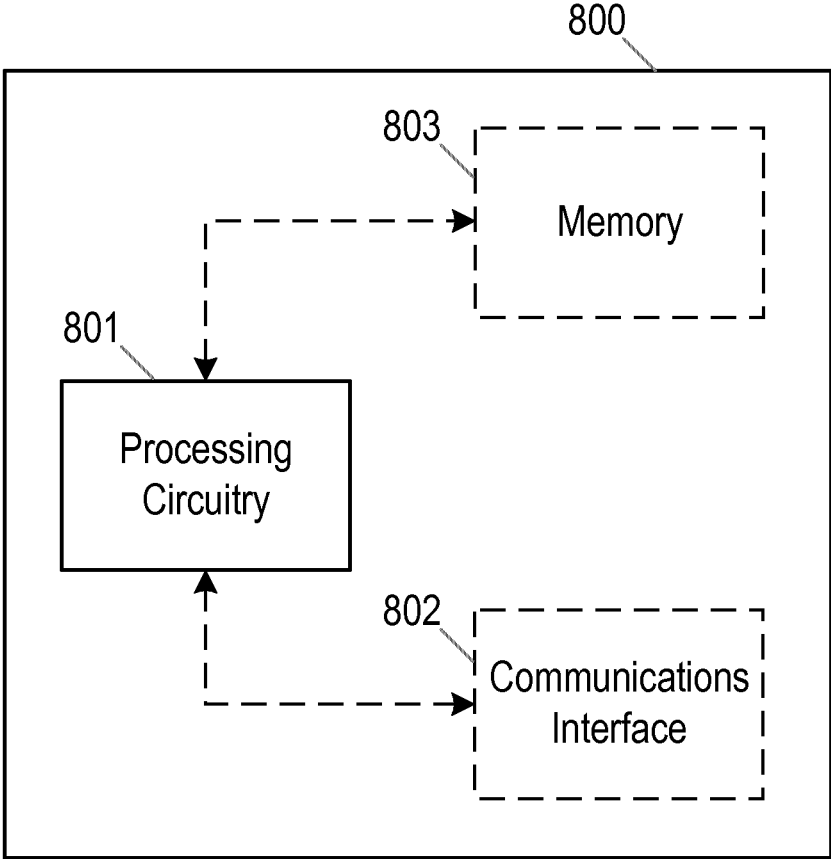 800
803
Memory
801
Processing
Circuitry
802
Communications
Interface